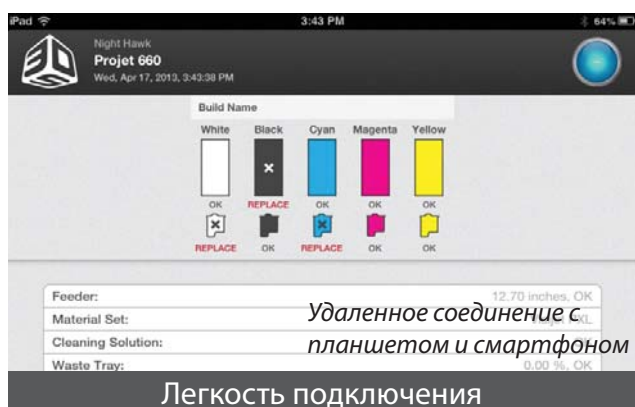 iPad 3:43 PM 64%
Night Hawk
Projet 660
Wed, Apr 17, 2013, 3:43:38 PM
Build Name
White Black Cyan Magenta Yellow
OK REPLACE OK OK OK
REPLACE OK REPLACE OK OK
Feeder: 12.70 inches, OK
Material Set:
Cleaning Solution:
Waste Tray: 0.00 %, OK
Удаленное соединение с
планшетом и смартфоном
Легкость подключения